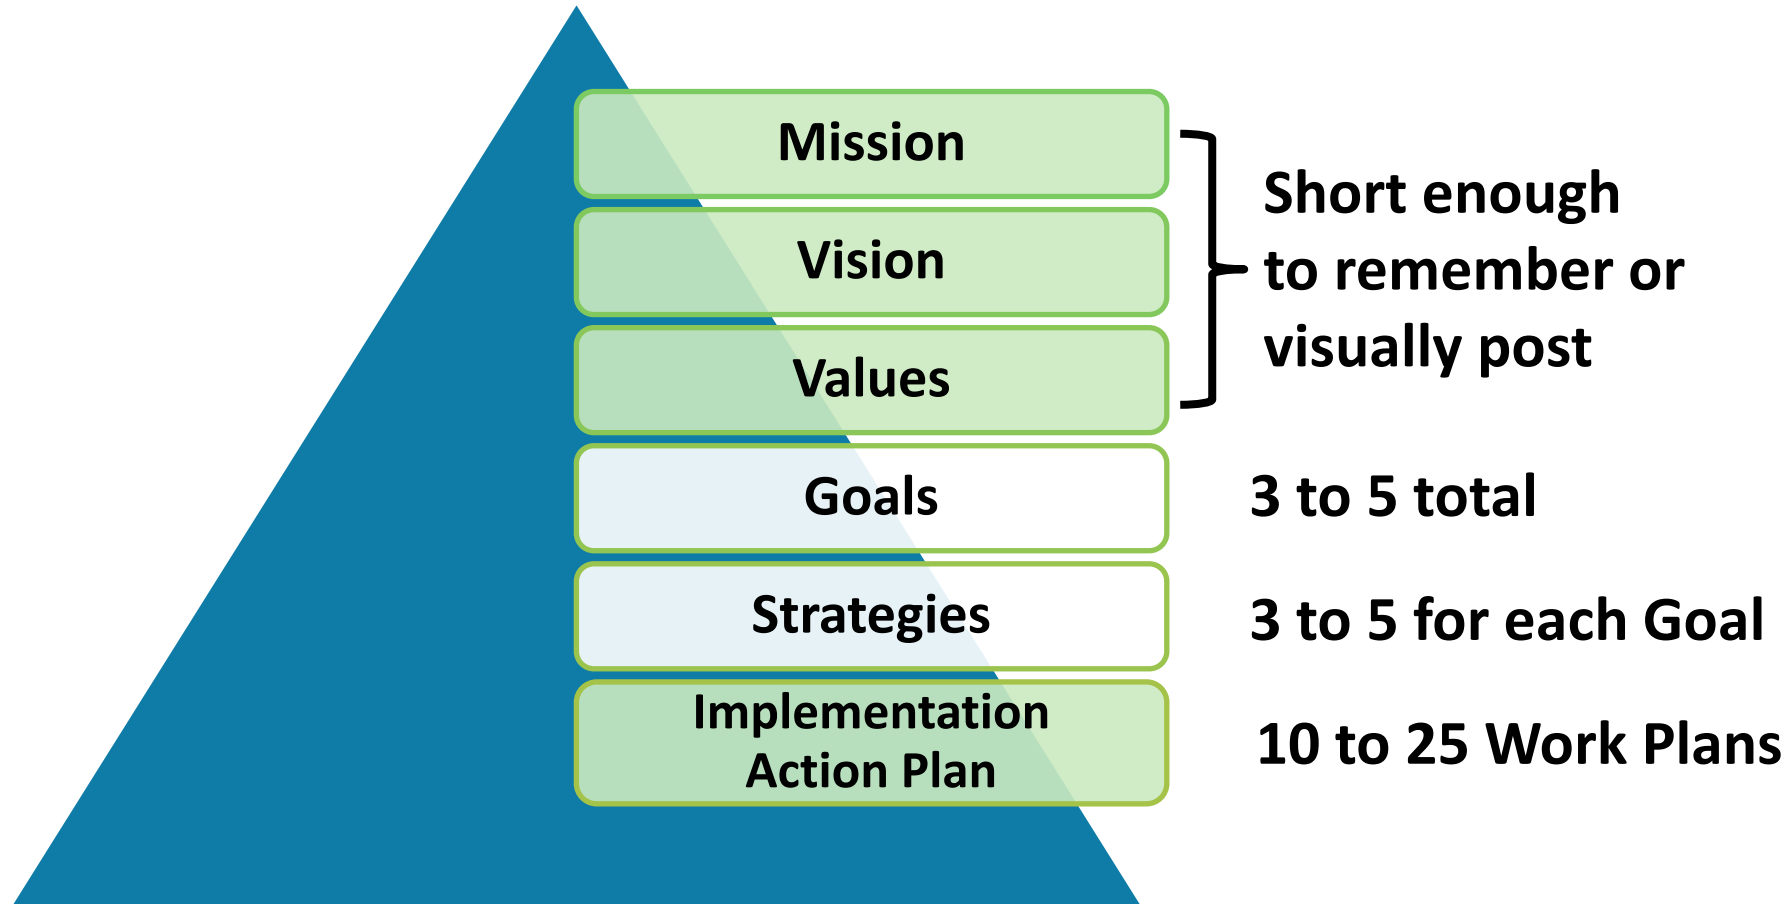 Mission
Vision
Values
Short enough
to remember or
visually post
Goals
3 to 5 total
Strategies
3 to 5 for each Goal
Implementation
Action Plan
10 to 25 Work Plans